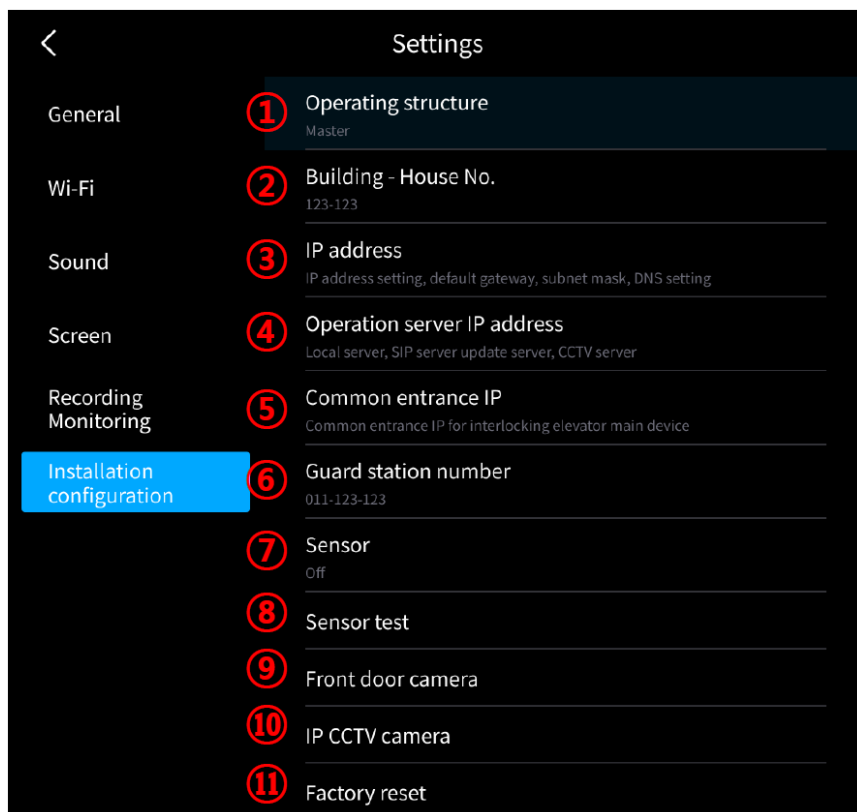 Settings
General
Wi-Fi
Sound
Screen
Recording
Monitoring
Installation
configuration
① Operating structure
Master
② Building - House No.
123-123
③ IP address
IP address setting, default gateway, subnet mask, DNS setting
④ Operation server IP address
Local server, SIP server update server, CCTV server
⑤ Common entrance IP
Common entrance IP for interlocking elevator main device
⑥ Guard station number
011-123-123
⑦ Sensor
Off
⑧ Sensor test
⑨ Front door camera
⑩ IP CCTV camera
⑪ Factory reset